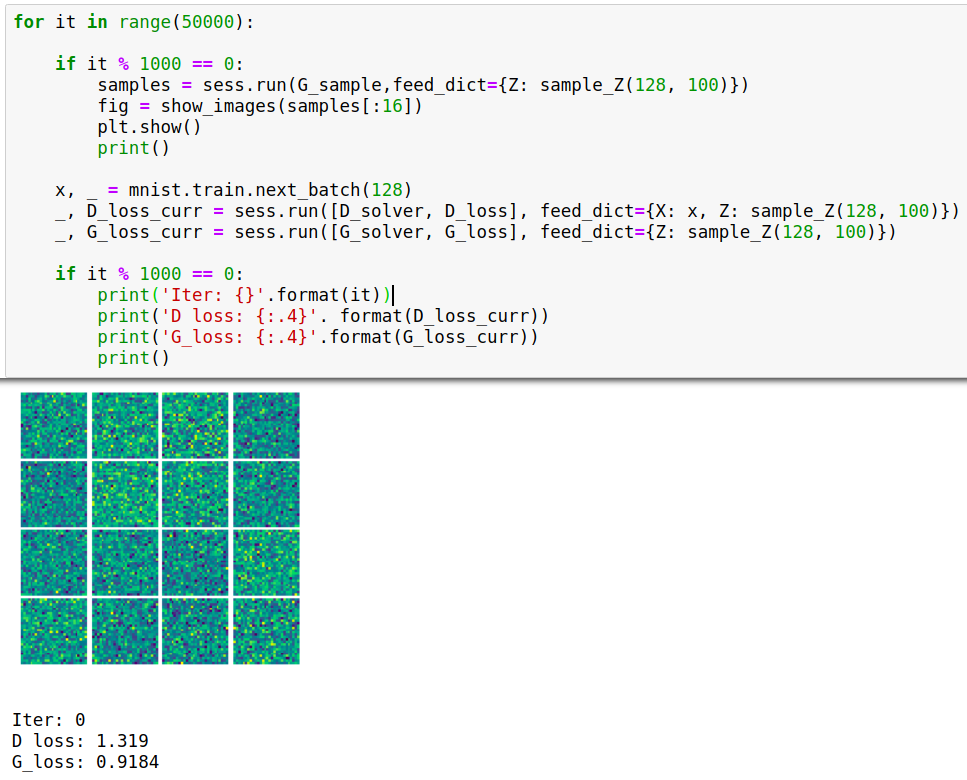 for it in range(50000):
if it % 1000 == 0:
samples = sess.run(G_sample,feed_dict={Z: sample_Z(128, 100)})
fig = show_images(samples[:16])
plt.show()
print()
x, _ = mnist.train.next_batch(128)
_, D_loss_curr = sess.run([D_solver, D_loss], feed_dict={X: x, Z: sample_Z(128, 100)})
_, G_loss_curr = sess.run([G_solver, G_loss], feed_dict={Z: sample_Z(128, 100)})
if it % 1000 == 0:
print('Iter: {}'.format(it))
print('D loss: {:.4}'. format(D_loss_curr))
print('G_loss: {:.4}'.format(G_loss_curr))
print()
Iter: 0
D loss: 1.319
G_loss: 0.9184